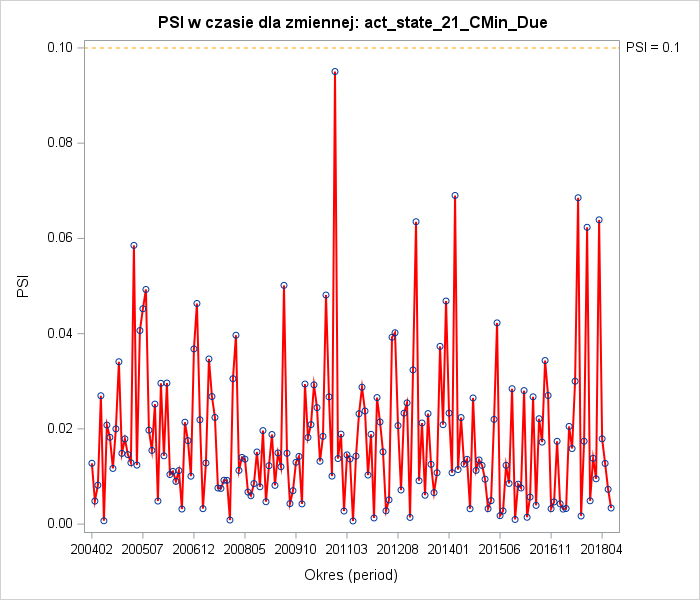 PSI w czasie dla zmiennej: act_state_21_CMin_Due
0.10
PSI = 0.1
0.08
0.06
PSI
0.04
0.02
0.00
200402 200507 200612 200805 200910 201103 201208 201401 201506 201611 201804
Okres (period)